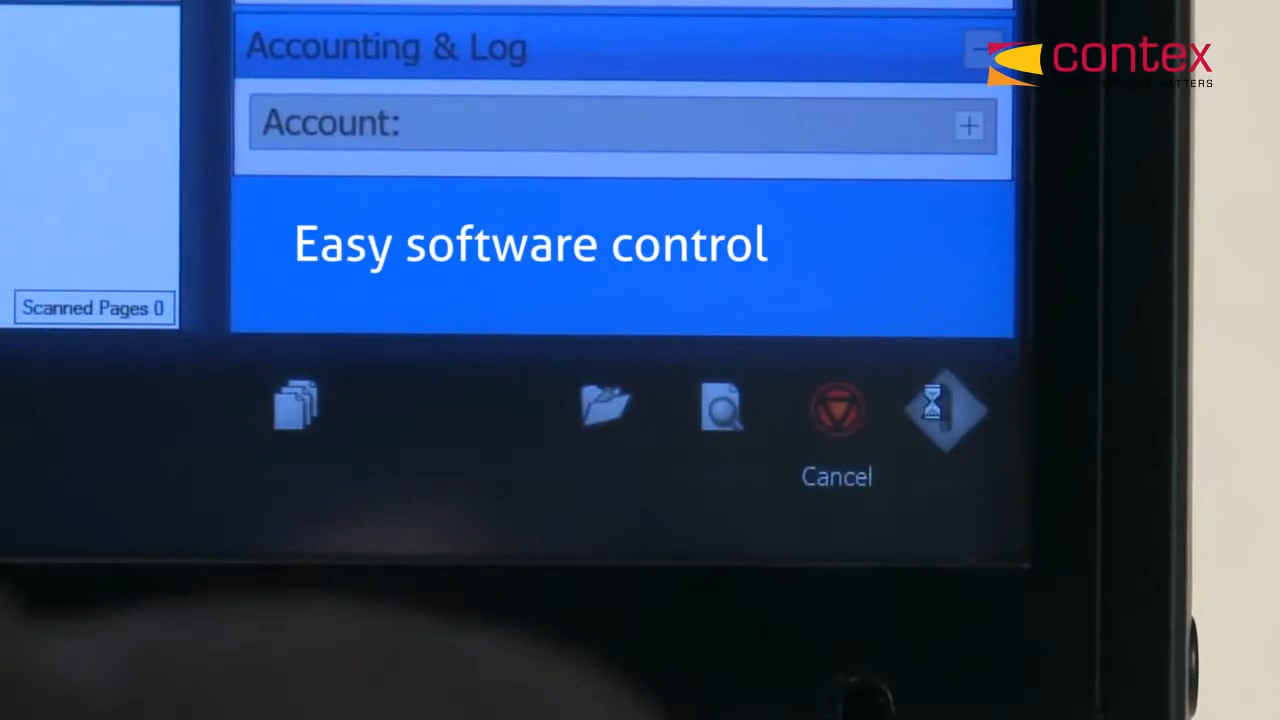 Accounting & Log
contex
Account:
Easy software control
Scanned Pages 0
Cancel